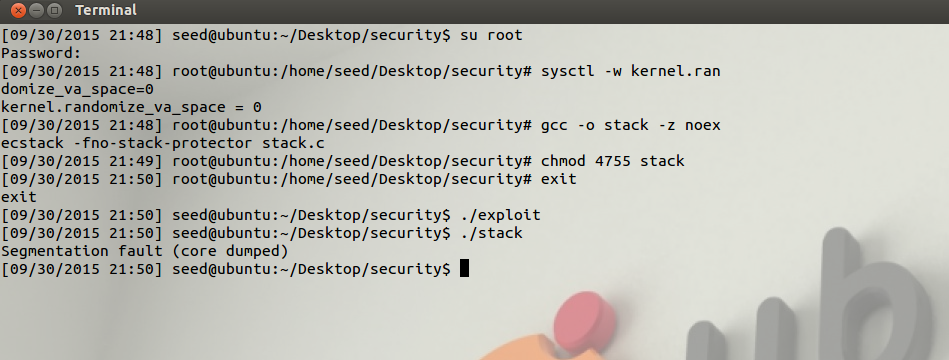 Terminal
[09/30/2015 21:48] seed@ubuntu:~/Desktop/security$ su root
Password:
[09/30/2015 21:48] root@ubuntu:/home/seed/Desktop/security# sysctl -w kernel.ran
domize_va_space=0
kernel.randomize_va_space = 0
[09/30/2015 21:48] root@ubuntu:/home/seed/Desktop/security# gcc -o stack -z noex
ecstack -fno-stack-protector stack.c
[09/30/2015 21:49] root@ubuntu:/home/seed/Desktop/security# chmod 4755 stack
[09/30/2015 21:50] root@ubuntu:/home/seed/Desktop/security# exit
exit
[09/30/2015 21:50] seed@ubuntu:~/Desktop/security$ ./exploit
[09/30/2015 21:50] seed@ubuntu:~/Desktop/security$ ./stack
Segmentation fault (core dumped)
[09/30/2015 21:50] seed@ubuntu:~/Desktop/security$
ub